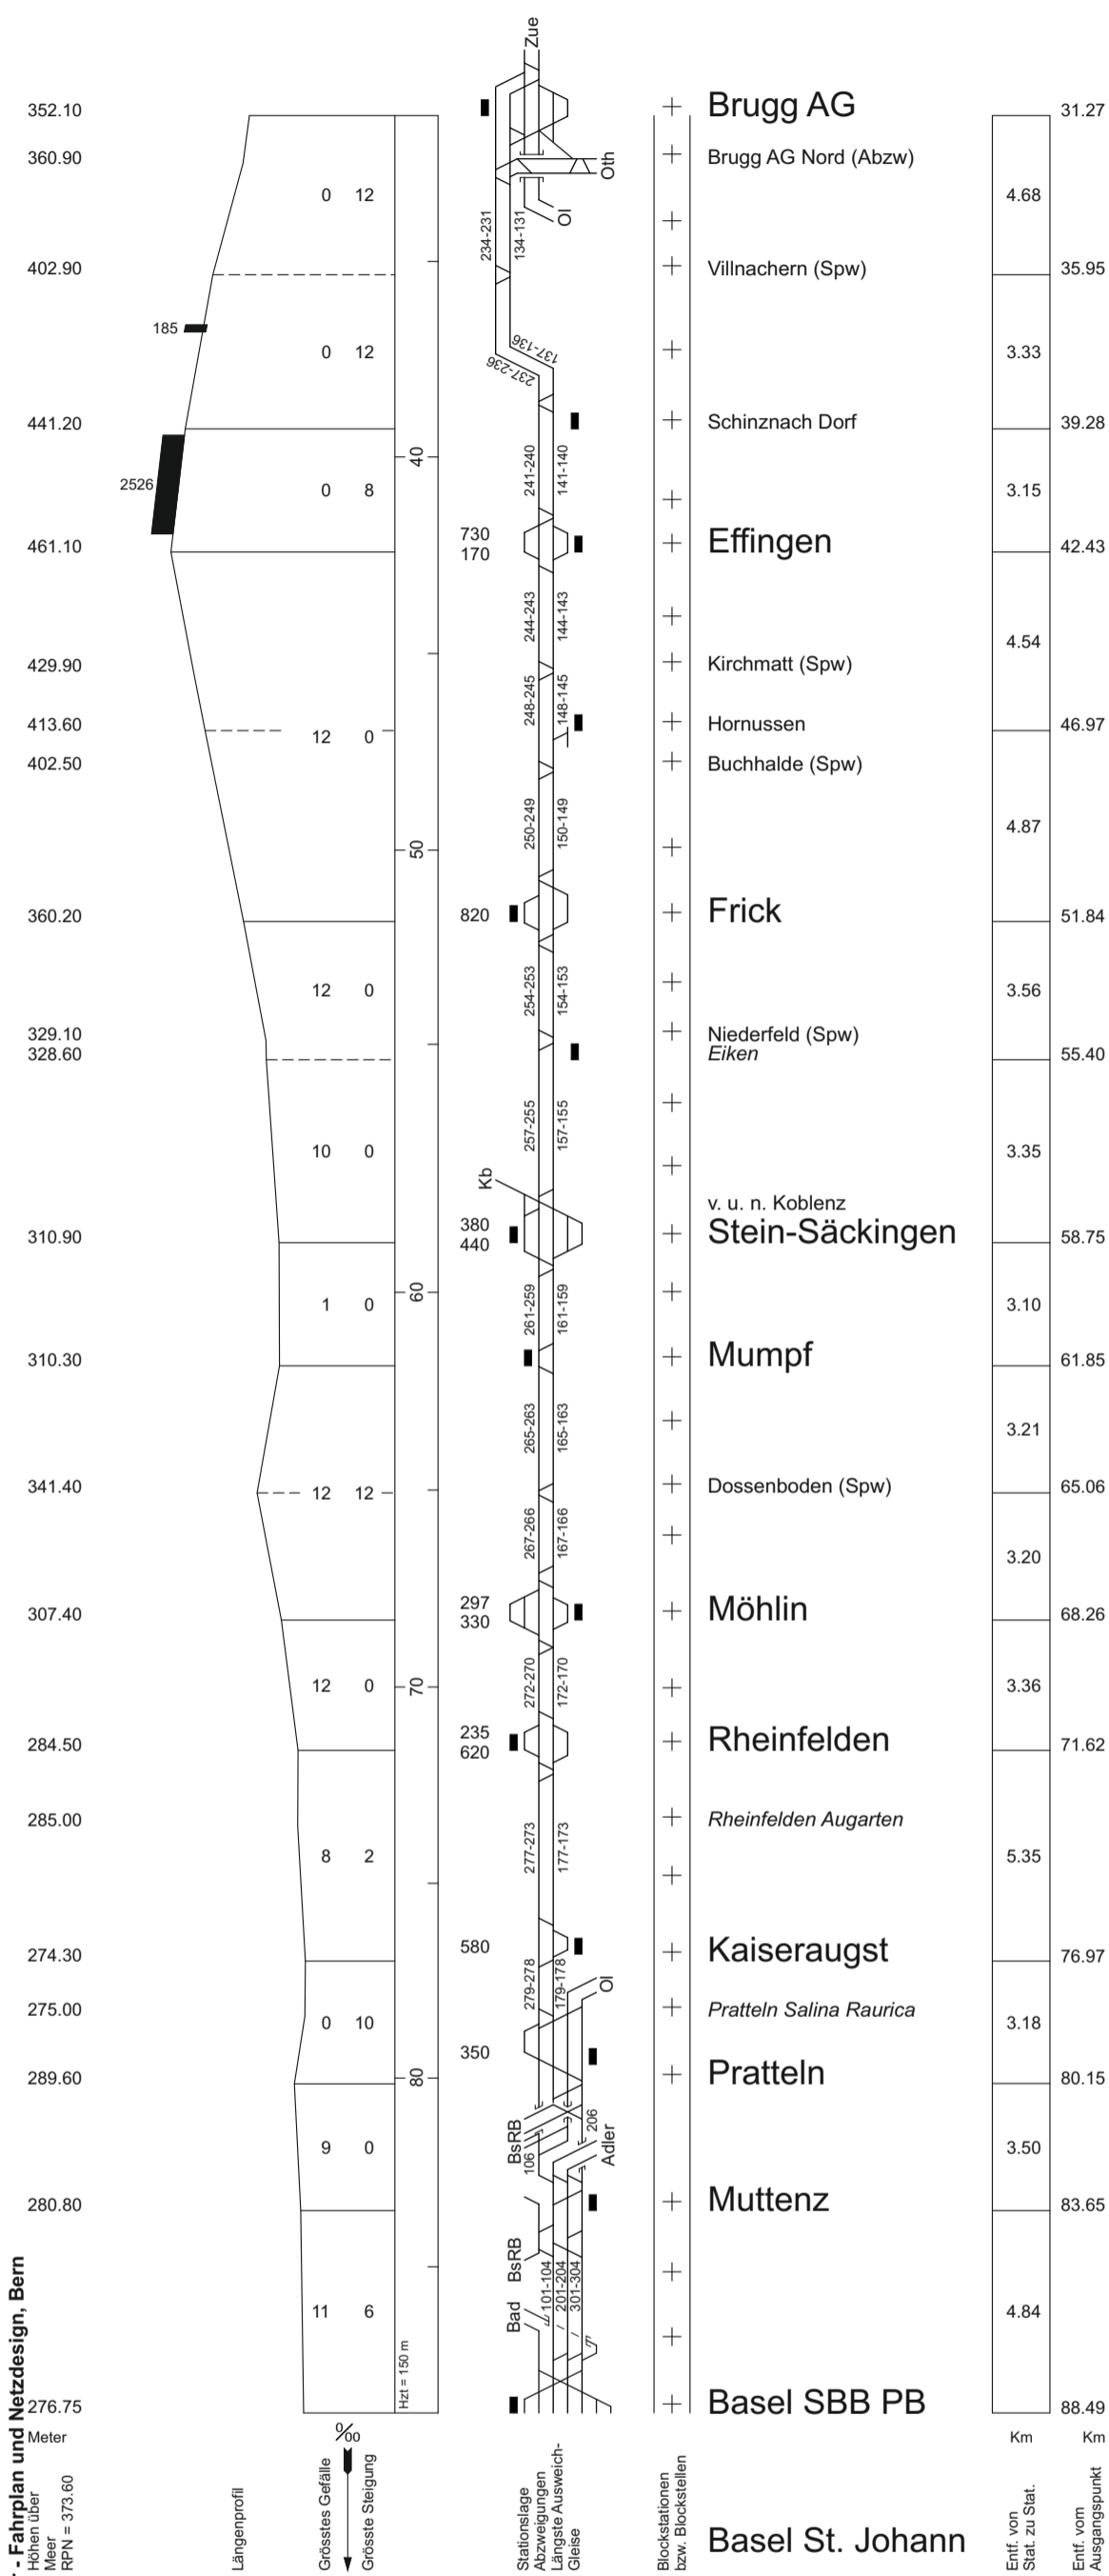 Zue
352.10 Brugg AG 31.27
360.90 Brugg AG Nord (Abzw)
Oth
0 12 4.68
234-231 134-131 Ol
402.90 Villnachern (Spw) 35.95
185
0 12 3.33
237-236 137-136
441.20 Schinznach Dorf 39.28
40
2526 0 8 241-240 141-140 3.15
730
461.10 170 Effingen 42.43
244-243 144-143 4.54
429.90 Kirchmatt (Spw)
248-245 148-145
413.60 12 0 Hornussen 46.97
402.50 Buchhalde (Spw)
250-249 150-149 4.87
50
360.20 820 Frick 51.84
12 0 254-253 154-153 3.56
329.10 Niederfeld (Spw)
328.60 Eiken 55.40
10 0 257-255 157-155 3.35
Kb
v. u. n. Koblenz
380
310.90 440 Stein-Säckingen 58.75
60
1 0 261-259 161-159 3.10
310.30 Mumpf 61.85
265-263 165-163 3.21
341.40 12 12 Dossenboden (Spw) 65.06
267-266 167-166 3.20
297
307.40 330 Möhlin 68.26
12 0 70 272-270 172-170 3.36
235
284.50 620 Rheinfelden 71.62
285.00 Rheinfelden Augarten
8 2 277-273 177-173 5.35
274.30 580 Kaiseraugst 76.97
279-278 179-178 Ol
275.00 Pratteln Salina Raurica
0 10 3.18
350
289.60 80 Pratteln 80.15
BsRB 106 206 Adler
9 0 3.50
280.80 Muttenz 83.65
BsRB
101-104 201-204 301-304
Bad
11 6 4.84
Hzt = 150 m
276.75 Basel SBB PB 88.49
Meter ‰ Km Km
- Fahrplan und Netzdesign, Bern
Höhen über
Meer
RPN = 373.60
Längenprofil
Grösstes Gefälle
Grösste Steigung
Stationslage
Abzweigungen
Längste Ausweich-
Gleise
Blockstationen
bzw. Blockstellen
Basel St. Johann
Entf. von
Stat. zu Stat.
Entf. vom
Ausgangspunkt